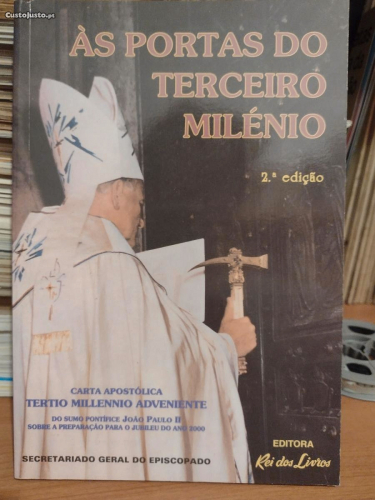 CustoJusto.pt
ÀS PORTAS DO
TERCEIRO
MILÉNIO
2.ª edição
CARTA APOSTÓLICA
TERTIO MILLENNIO ADVENIENTE
DO SUMO PONTÍFICE JOÃO PAULO II
SOBRE A PREPARAÇÃO PARA O JUBILEU DO ANO 2000
SECRETARIADO GERAL DO EPISCOPADO
EDITORA
Rei dos Livros